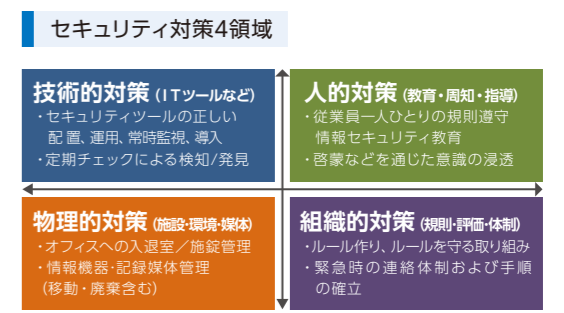 セキュリティ対策4領域
技術的対策（ITツールなど）
・セキュリティツールの正しい
配置、運用、常時監視、導入
・定期チェックによる検知/発見
人的対策（教育・周知・指導）
・従業員一人ひとりの規則遵守
情報セキュリティ教育
・啓蒙などを通じた意識の浸透
物理的対策（施設・環境・媒体）
・オフィスへの入退室／施錠管理
・情報機器・記録媒体管理
（移動・廃棄含む）
組織的対策（規則・評価・体制）
・ルール作り、ルールを守る取り組み
・緊急時の連絡体制および手順
の確立